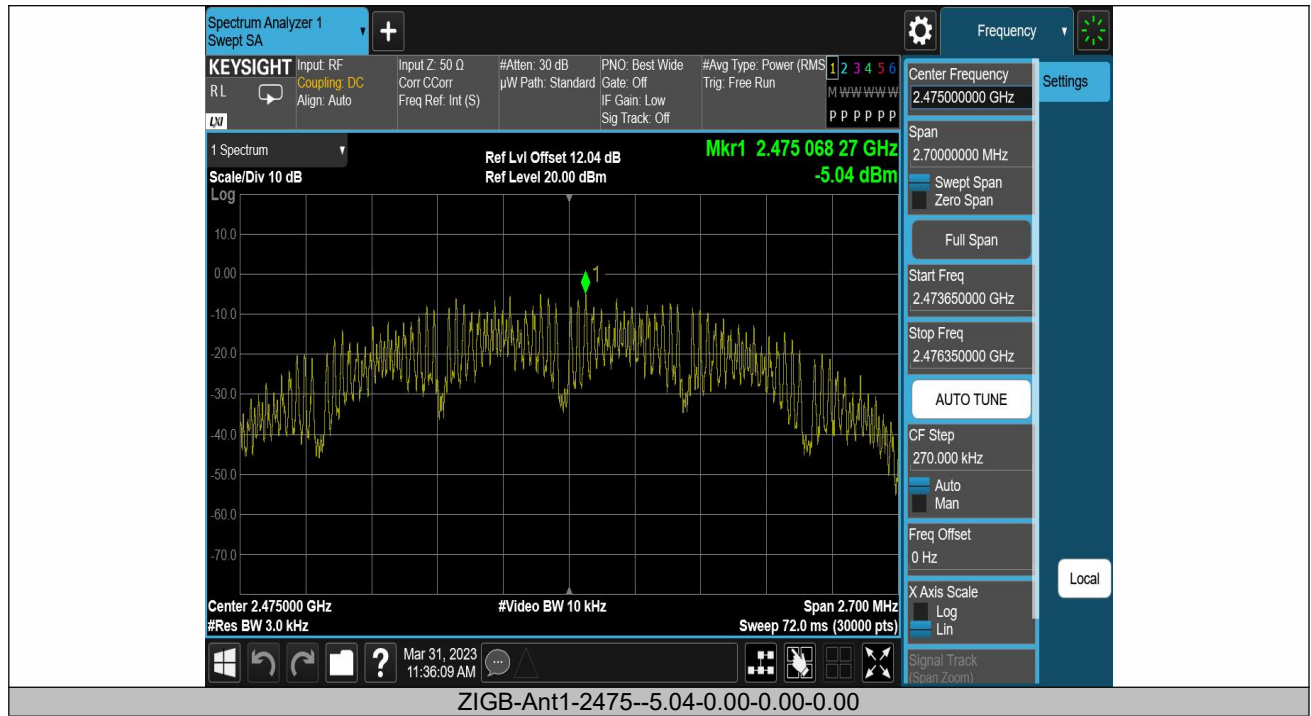 Spectrum Analyzer 1
Swept SA
+
Frequency
KEYSIGHT
R L
LXI
Input: RF
Coupling: DC
Align: Auto
Input Z: 50 Ω
Corr CCorr
Freq Ref: Int (S)
#Atten: 30 dB
µW Path: Standard
PNO: Best Wide
Gate: Off
IF Gain: Low
Sig Track: Off
#Avg Type: Power (RMS
Trig: Free Run
1 2 3 4 5 6
M W W W W W
P P P P P P
1 Spectrum
Scale/Div 10 dB
Ref Lvl Offset 12.04 dB
Ref Level 20.00 dBm
Mkr1 2.475 068 27 GHz
-5.04 dBm
Log
10.0
0.00
-10.0
-20.0
-30.0
-40.0
-50.0
-60.0
-70.0
1
Center 2.475000 GHz
#Video BW 10 kHz
Span 2.700 MHz
#Res BW 3.0 kHz
Sweep 72.0 ms (30000 pts)
Center Frequency
2.475000000 GHz
Settings
Span
2.70000000 MHz
Swept Span
Zero Span
Full Span
Start Freq
2.473650000 GHz
Stop Freq
2.476350000 GHz
AUTO TUNE
CF Step
270.000 kHz
Auto
Man
Freq Offset
0 Hz
X Axis Scale
Log
Lin
Signal Track
(Span Zoom)
Local
?
Mar 31, 2023
11:36:09 AM
ZIGB-Ant1-2475--5.04-0.00-0.00-0.00